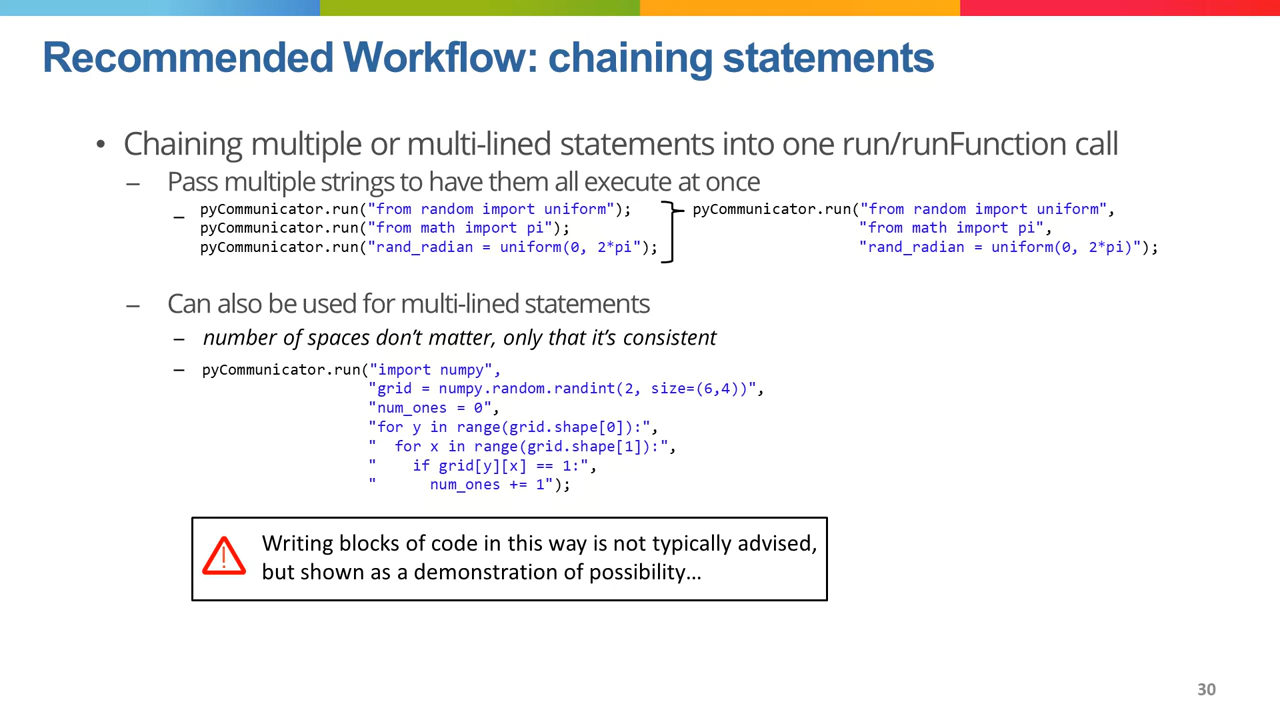 Recommended Workflow: chaining statements
• Chaining multiple or multi-lined statements into one run/runFunction call
– Pass multiple strings to have them all execute at once
– pyCommunicator.run("from random import uniform");
pyCommunicator.run("from math import pi");
pyCommunicator.run("rand_radian = uniform(0, 2*pi");
pyCommunicator.run("from random import uniform",
"from math import pi",
"rand_radian = uniform(0, 2*pi)");
– Can also be used for multi-lined statements
– number of spaces don't matter, only that it's consistent
– pyCommunicator.run("import numpy",
"grid = numpy.random.randint(2, size=(6,4))",
"num_ones = 0",
"for y in range(grid.shape[0]):",
"  for x in range(grid.shape[1]):",
"    if grid[y][x] == 1:",
"      num_ones += 1");
Writing blocks of code in this way is not typically advised,
but shown as a demonstration of possibility…
30